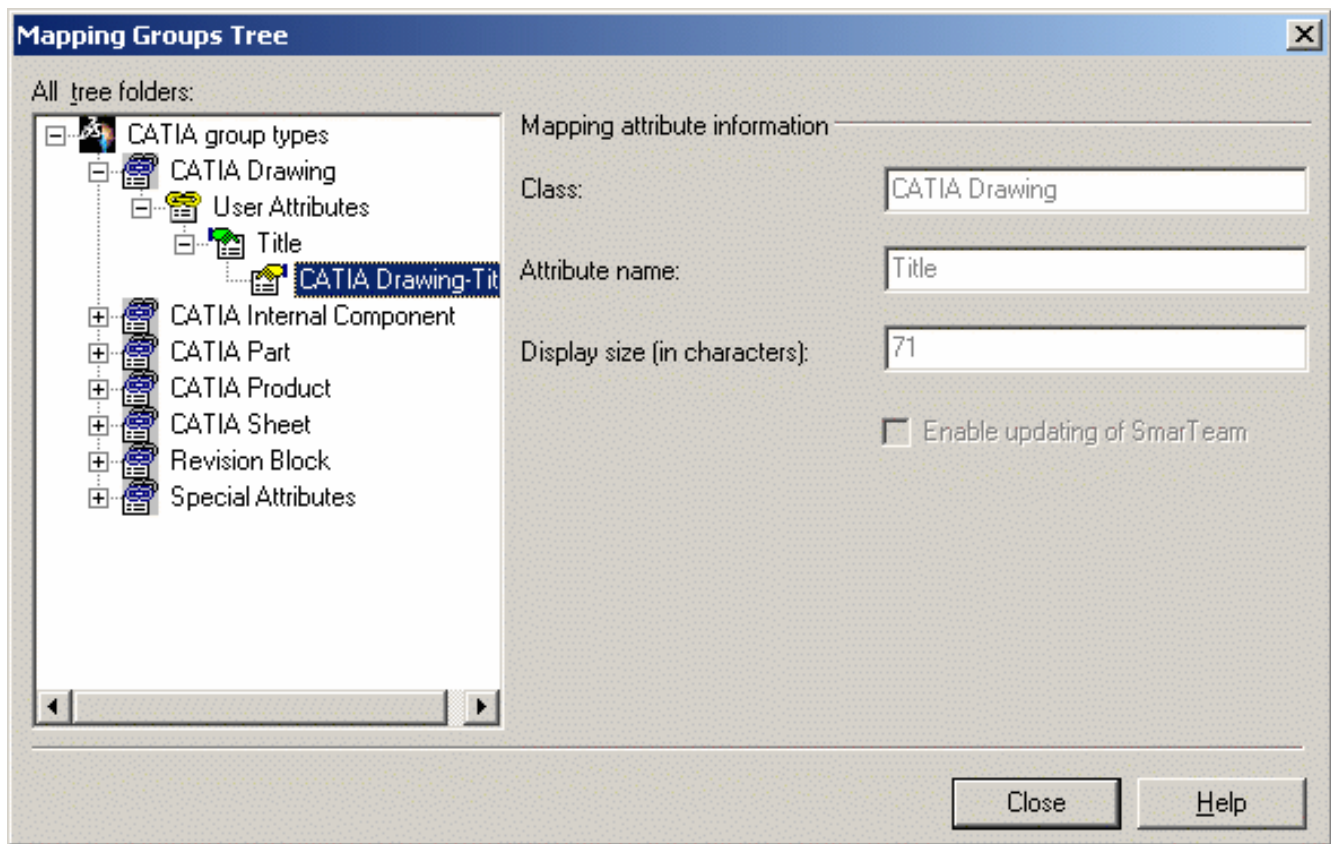 Mapping Groups Tree
All tree folders:
CATIA group types
CATIA Drawing
User Attributes
Title
CATIA Drawing-Tit
CATIA Internal Component
CATIA Part
CATIA Product
CATIA Sheet
Revision Block
Special Attributes
Mapping attribute information
Class:
CATIA Drawing
Attribute name:
Title
Display size (in characters):
71
Enable updating of SmarTeam
Close
Help